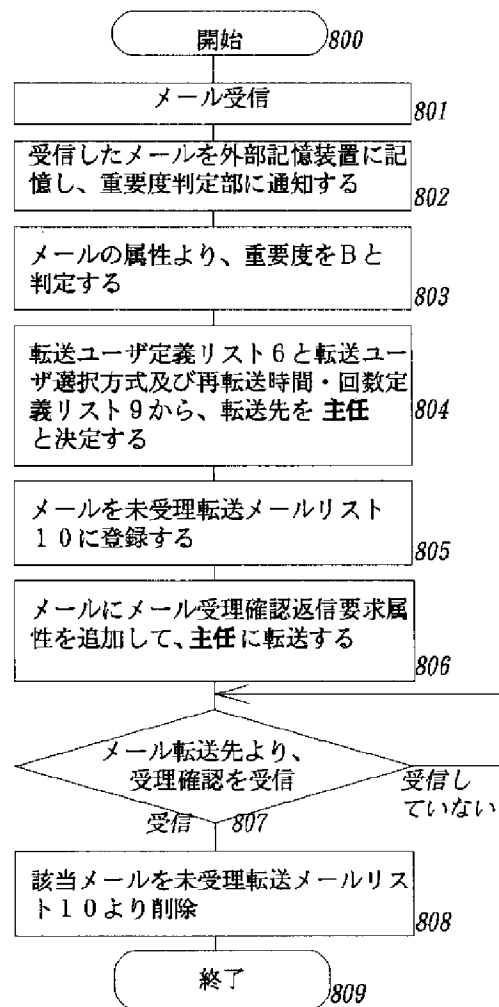 開始
800
メール受信
801
受信したメールを外部記憶装置に記
憶し、重要度判定部に通知する
802
メールの属性より、重要度をBと
判定する
803
転送ユーザ定義リスト6と転送ユー
ザ選択方式及び再転送時間・回数定
義リスト9から、転送先を 主任
と決定する
804
メールを未受理転送メールリスト
10に登録する
805
メールにメール受理確認返信要求属
性を追加して、主任に転送する
806
メール転送先より、
受理確認を受信
受信し
ていない
受信
807
該当メールを未受理転送メールリス
ト10より削除
808
終了
809